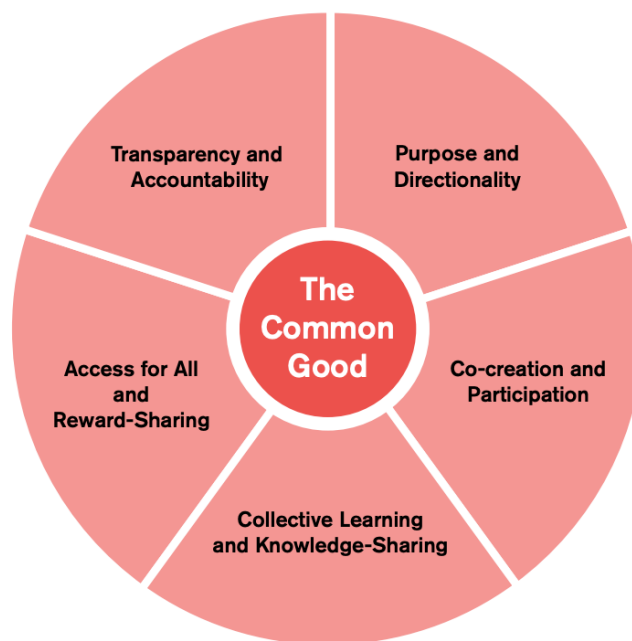 Transparency and
Accountability
Purpose and
Directionality
The
Common
Good
Access for All
and
Reward-Sharing
Co-creation and
Participation
Collective Learning
and Knowledge-Sharing